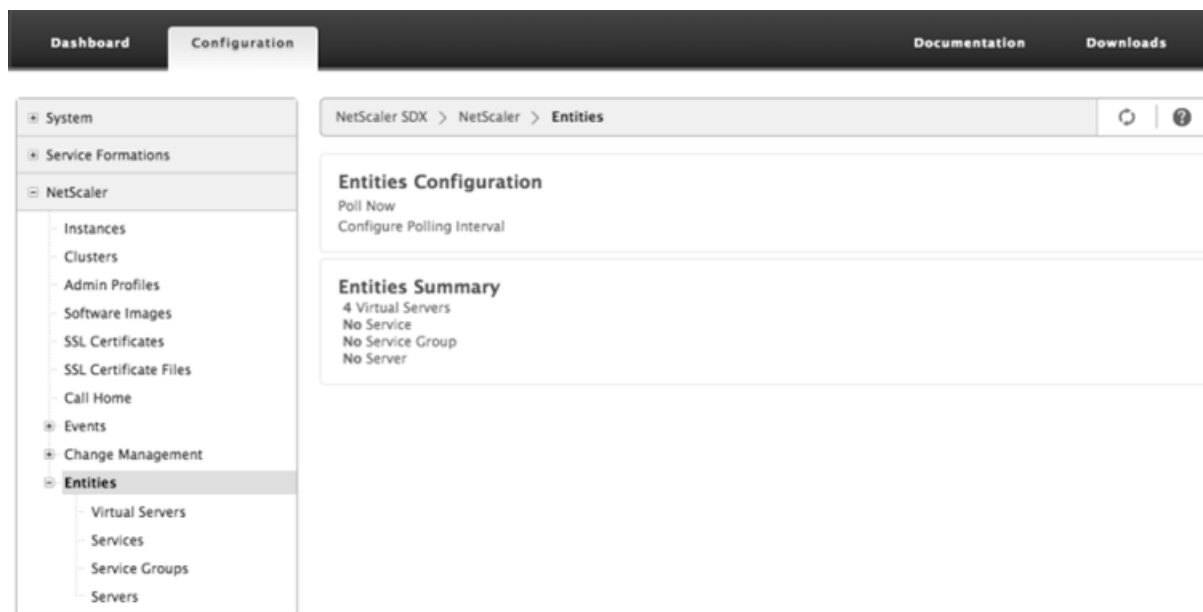 Dashboard
Configuration
Documentation
Downloads
System
Service Formations
NetScaler
Instances
Clusters
Admin Profiles
Software Images
SSL Certificates
SSL Certificate Files
Call Home
Events
Change Management
Entities
Virtual Servers
Services
Service Groups
Servers
NetScaler SDX > NetScaler > Entities
Entities Configuration
Poll Now
Configure Polling Interval
Entities Summary
4 Virtual Servers
No Service
No Service Group
No Server